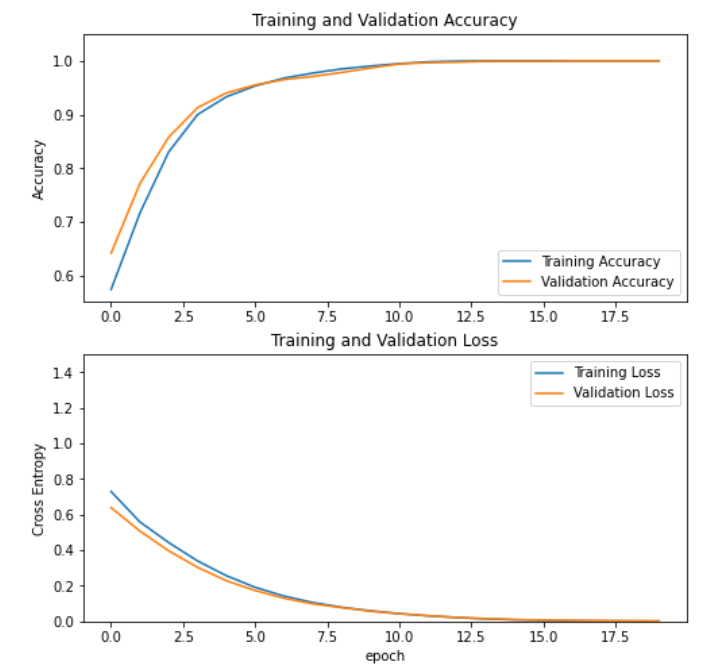 Training and Validation Accuracy
1.0
0.9
0.8
0.7
0.6
Accuracy
Training Accuracy
Validation Accuracy
0.0 2.5 5.0 7.5 10.0 12.5 15.0 17.5
Training and Validation Loss
1.4
1.2
1.0
0.8
0.6
0.4
0.2
0.0
Cross Entropy
Training Loss
Validation Loss
0.0 2.5 5.0 7.5 10.0 12.5 15.0 17.5
epoch